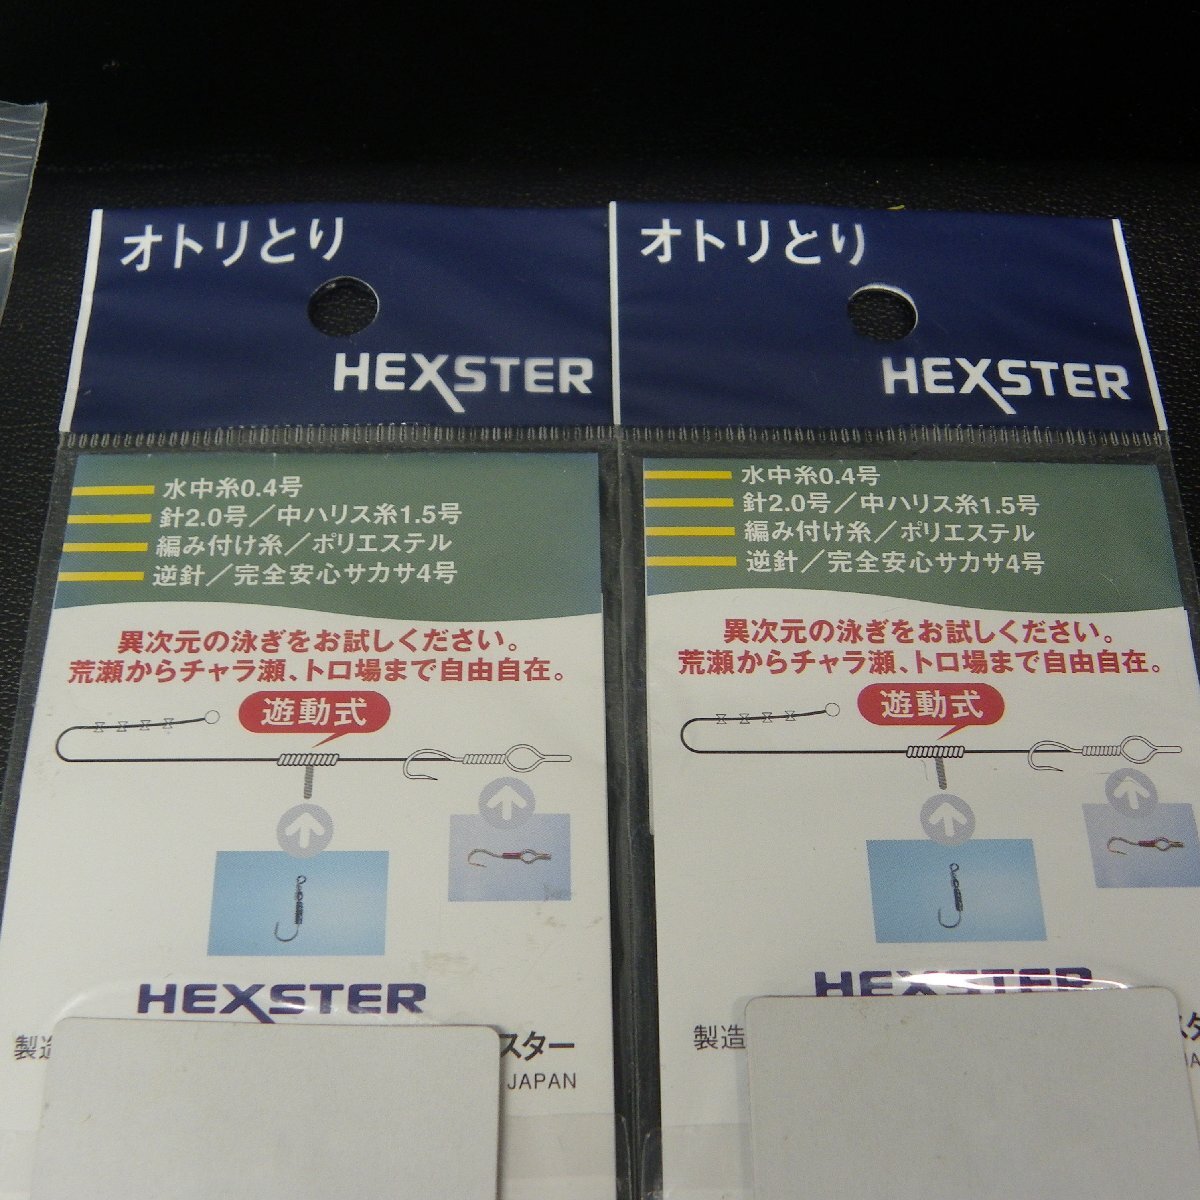 オトリとり
HEXSTER
水中糸0.4号
針2.0号／中ハリス糸1.5号
編み付け糸／ポリエステル
逆針／完全安心サカサ4号
異次元の泳ぎをお試しください。
荒瀬からチャラ瀬、トロ場まで自由自在。
遊動式
HEXSTER
製造
スター
JAPAN
オトリとり
HEXSTER
水中糸0.4号
針2.0号／中ハリス糸1.5号
編み付け糸／ポリエステル
逆針／完全安心サカサ4号
異次元の泳ぎをお試しください。
荒瀬からチャラ瀬、トロ場まで自由自在。
遊動式
HEXSTER
製造